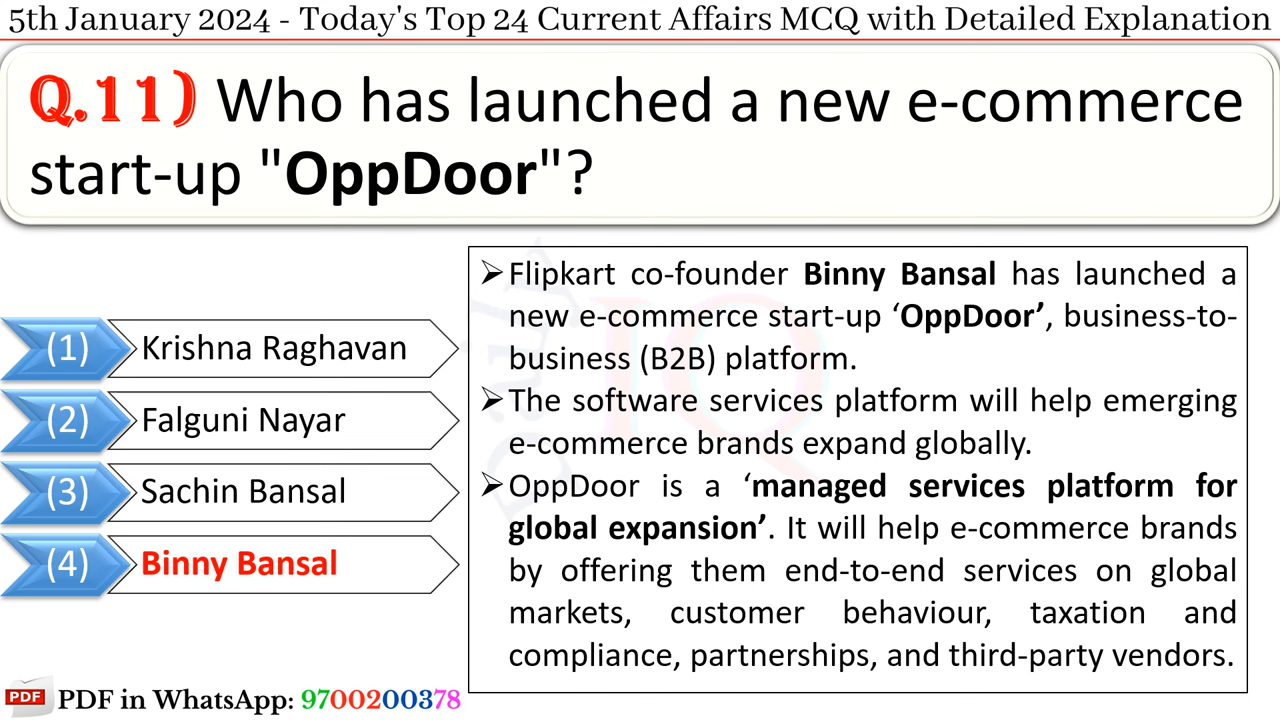 5th January 2024 - Today's Top 24 Current Affairs MCQ with Detailed Explanation
Q.11) Who has launched a new e-commerce
start-up "OppDoor"?
(1) Krishna Raghavan
(2) Falguni Nayar
(3) Sachin Bansal
(4) Binny Bansal
➢Flipkart co-founder Binny Bansal has launched a
new e-commerce start-up ‘OppDoor’, business-to-
business (B2B) platform.
➢The software services platform will help emerging
e-commerce brands expand globally.
➢OppDoor is a ‘managed services platform for
global expansion’. It will help e-commerce brands
by offering them end-to-end services on global
markets, customer behaviour, taxation and
compliance, partnerships, and third-party vendors.
Daily
IQ
PDF PDF in WhatsApp: 9700200378